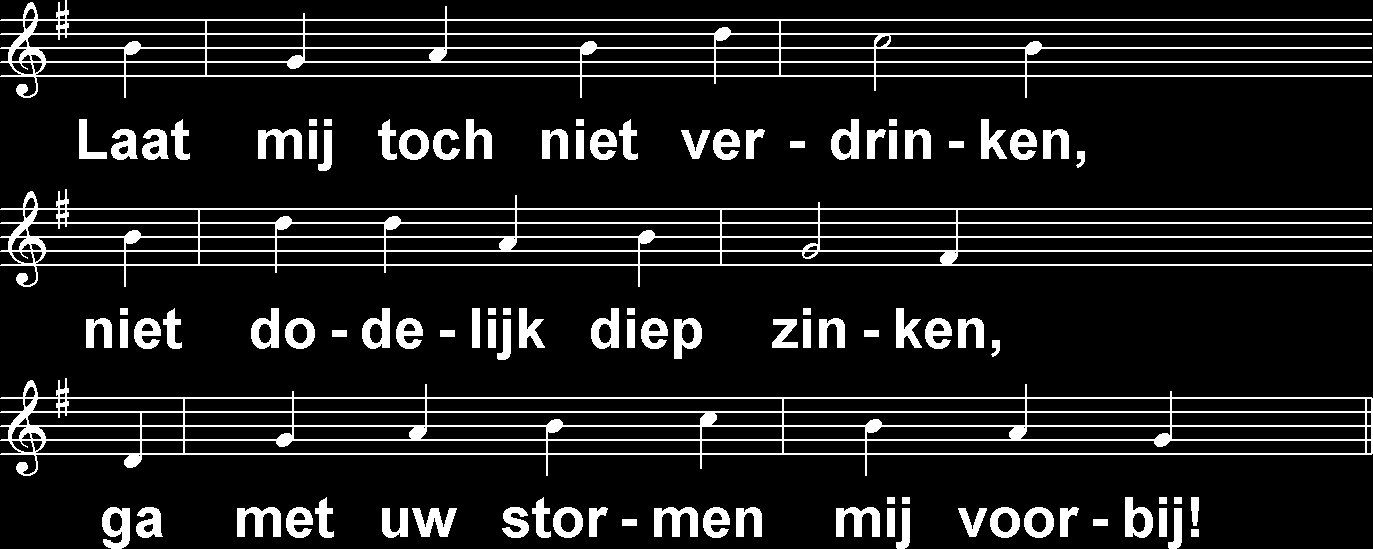 Laat mij toch niet ver - drin - ken,
niet do - de - lijk diep zin - ken,
ga met uw stor - men mij voor - bij!